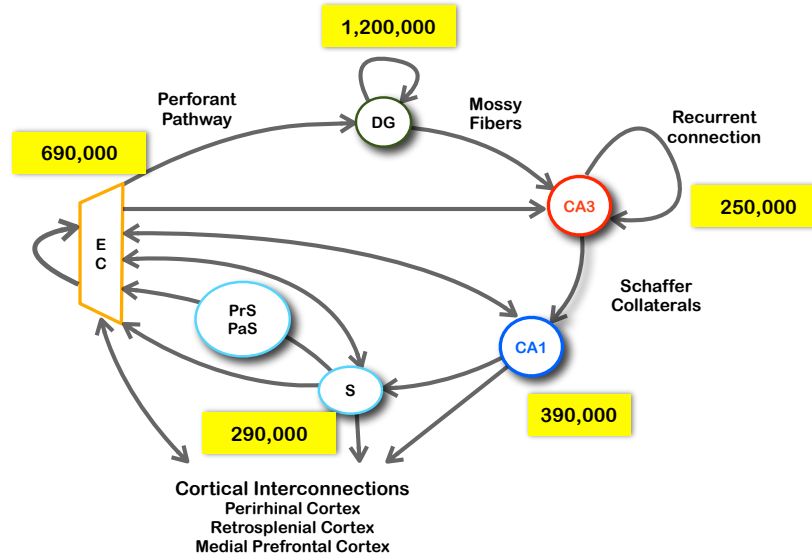 1,200,000
Perforant
Pathway
DG
Mossy
Fibers
Recurrent
connection
690,000
CA3
250,000
E
C
PrS
PaS
Schaffer
Collaterals
CA1
S
390,000
290,000
Cortical Interconnections
Perirhinal Cortex
Retrosplenial Cortex
Medial Prefrontal Cortex